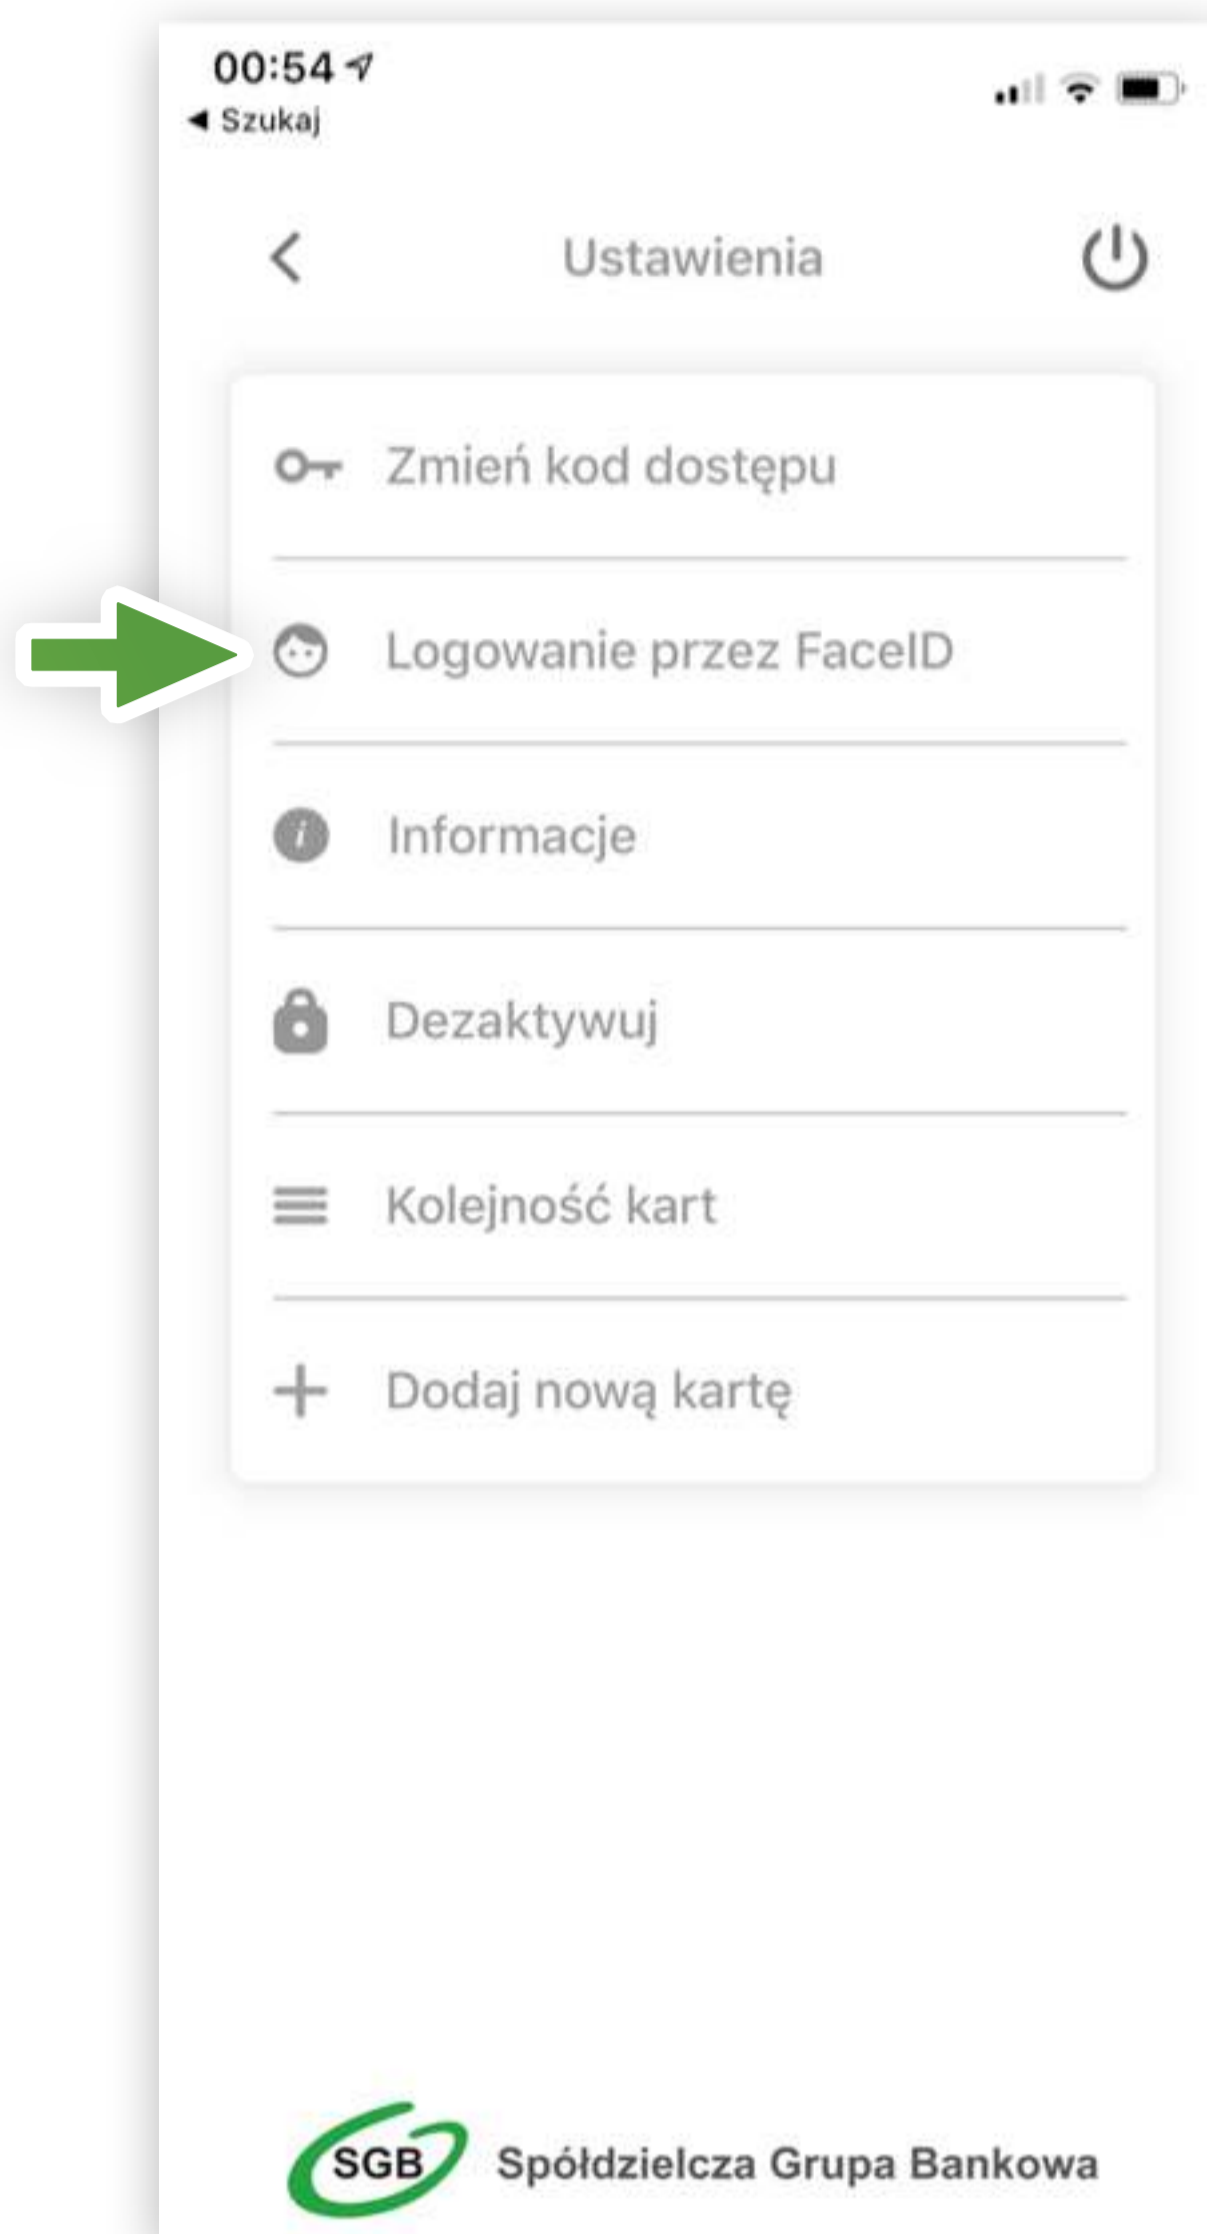 00:54
◀ Szukaj
Ustawienia
Zmień kod dostępu
Logowanie przez FaceID
Informacje
Dezaktywuj
Kolejność kart
Dodaj nową kartę
SGB Spółdzielcza Grupa Bankowa